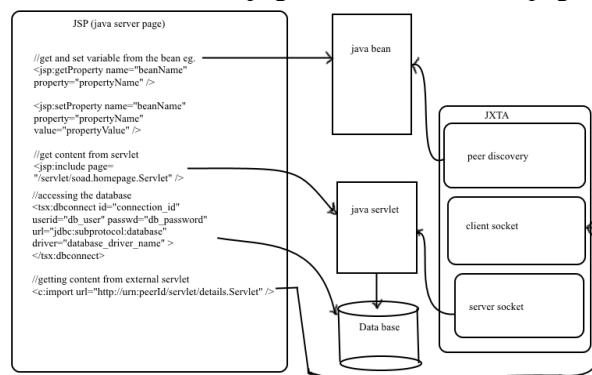 JSP (java server page)
//get and set variable from the bean eg.
<jsp:getProperty name="beanName"
property="propertyName" />
<jsp:setProperty name="beanName"
property="propertyName"
value="propertyValue" />
//get content from servlet
<jsp:include page=
"/servlet/soad.homepage.Servlet" />
//accessing the database
<tsx:dbconnect id="connection_id"
userid="db_user" passwd="db_password"
url="jdbc:subprotocol:database"
driver="database_driver_name" >
</tsx:dbconnect>
//getting content from external servlet
<c:import url="http://urn:peerId/servlet/details.Servlet" />
java bean
java servlet
Data base
JXTA
peer discovery
client socket
server socket